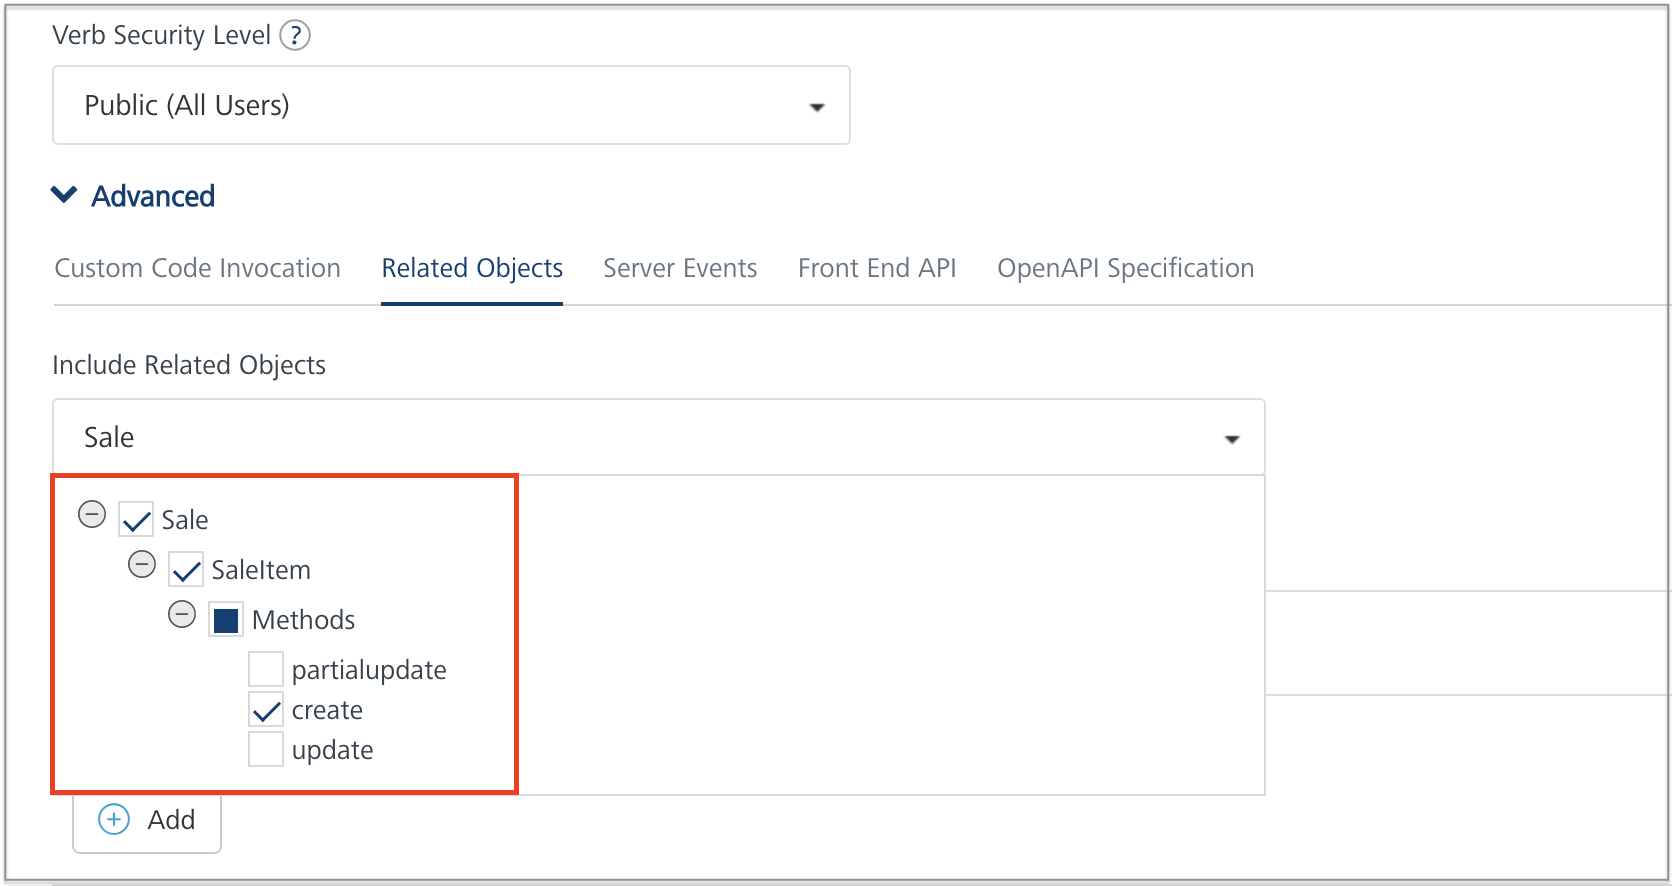 Verb Security Level ?
Public (All Users)
Advanced
Custom Code Invocation Related Objects Server Events Front End API OpenAPI Specification
Include Related Objects
Sale
Sale
SaleItem
Methods
partialupdate
create
update
Add